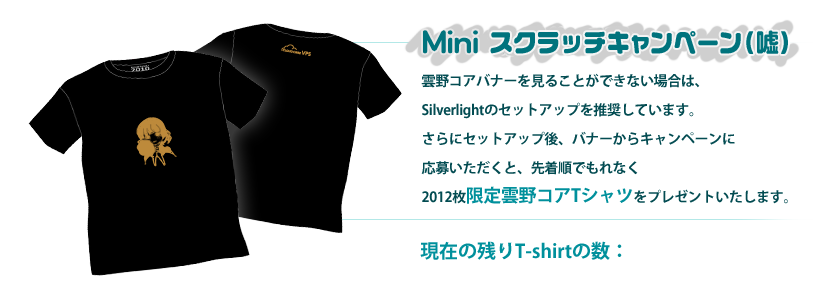 Mini スクラッチキャンペーン(嘘)
雲野コアバナーを見ることができない場合は、
Silverlightのセットアップを推奨しています。
さらにセットアップ後、バナーからキャンペーンに
応募いただくと、先着順でもれなく
2012枚限定雲野コアTシャツをプレゼントいたします。
現在の残りT-shirtの数：
2010
VPS